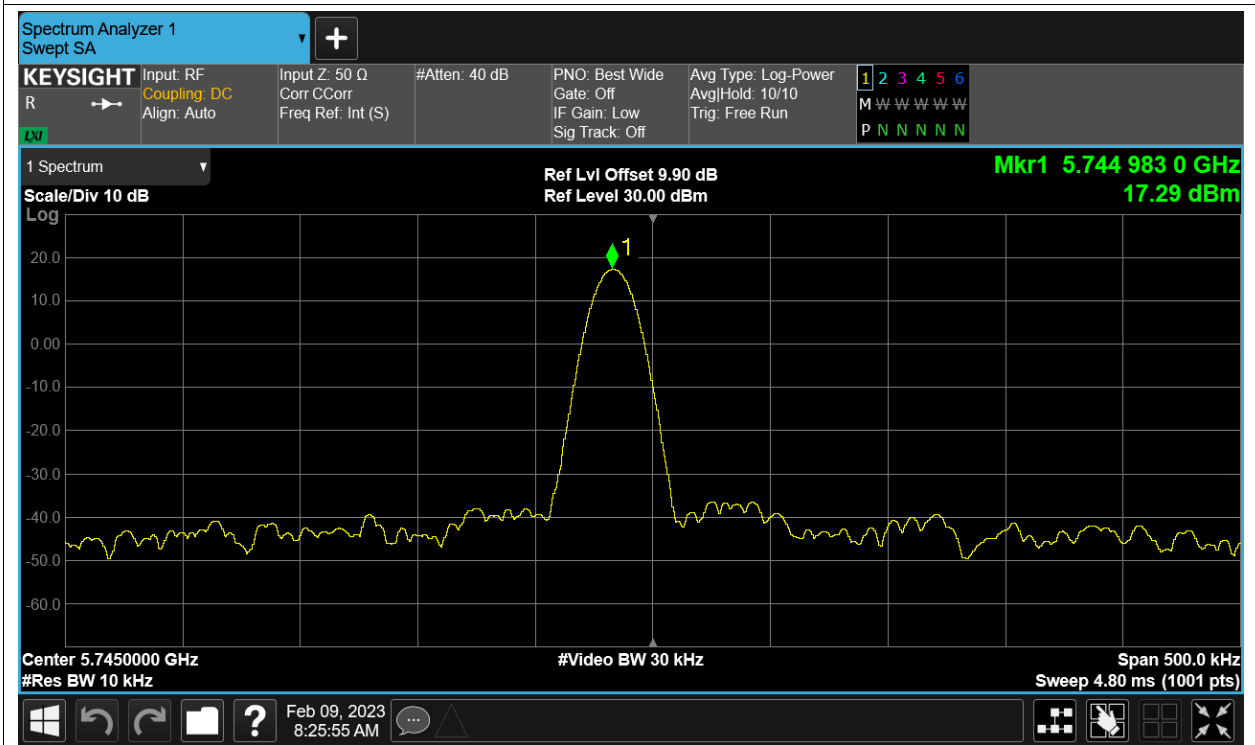 Spectrum Analyzer 1
Swept SA
KEYSIGHT
R
LXI
Input: RF
Coupling: DC
Align: Auto
Input Z: 50 Ω
Corr CCorr
Freq Ref: Int (S)
#Atten: 40 dB
PNO: Best Wide
Gate: Off
IF Gain: Low
Sig Track: Off
Avg Type: Log-Power
Avg|Hold: 10/10
Trig: Free Run
1 2 3 4 5 6
M W W W W W
P N N N N N
1 Spectrum
Scale/Div 10 dB
Log
Ref Lvl Offset 9.90 dB
Ref Level 30.00 dBm
Mkr1 5.744 983 0 GHz
17.29 dBm
1
20.0
10.0
0.00
-10.0
-20.0
-30.0
-40.0
-50.0
-60.0
Center 5.7450000 GHz
#Video BW 30 kHz
Span 500.0 kHz
#Res BW 10 kHz
Sweep 4.80 ms (1001 pts)
?
Feb 09, 2023
8:25:55 AM